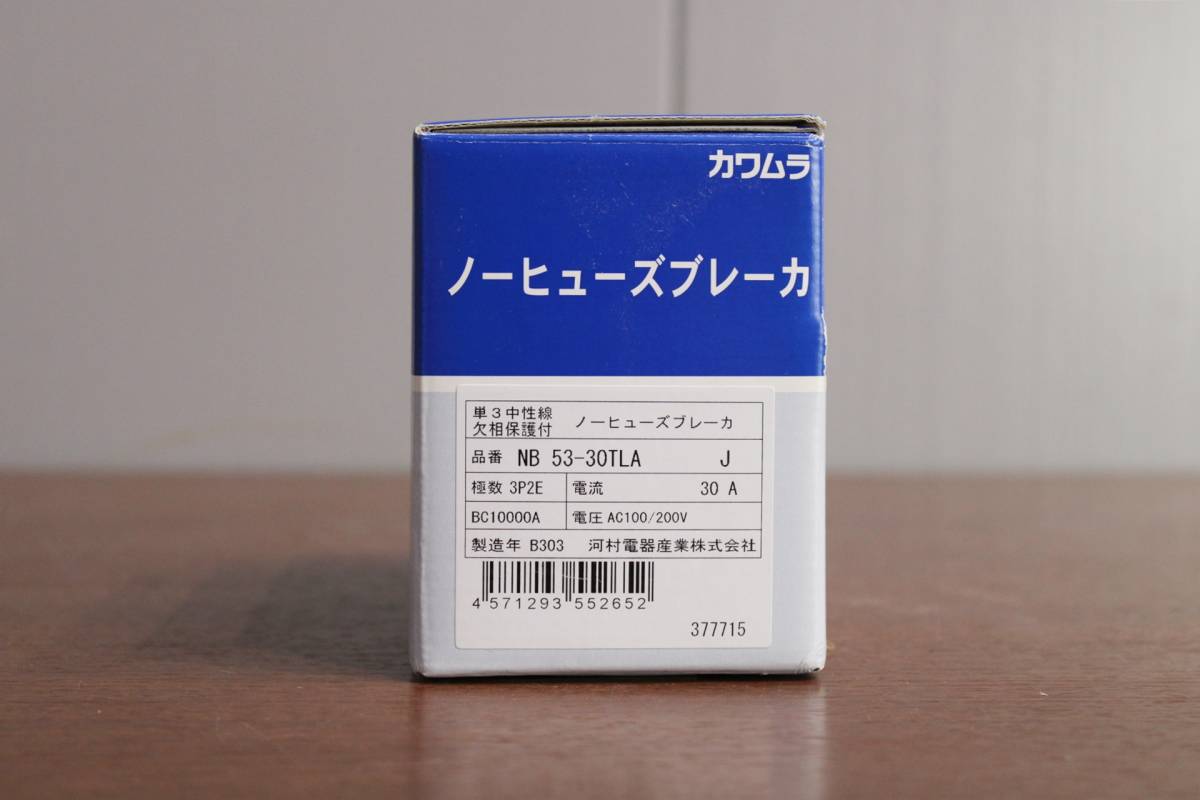 カワムラ
ノーヒューズブレーカ
単3中性線
欠相保護付 ノーヒューズブレーカ
品番 NB 53-30TLA J
極数 3P2E 電流 30 A
BC10000A 電圧 AC100/200V
製造年 B303 河村電器産業株式会社
4 571293 552652
377715